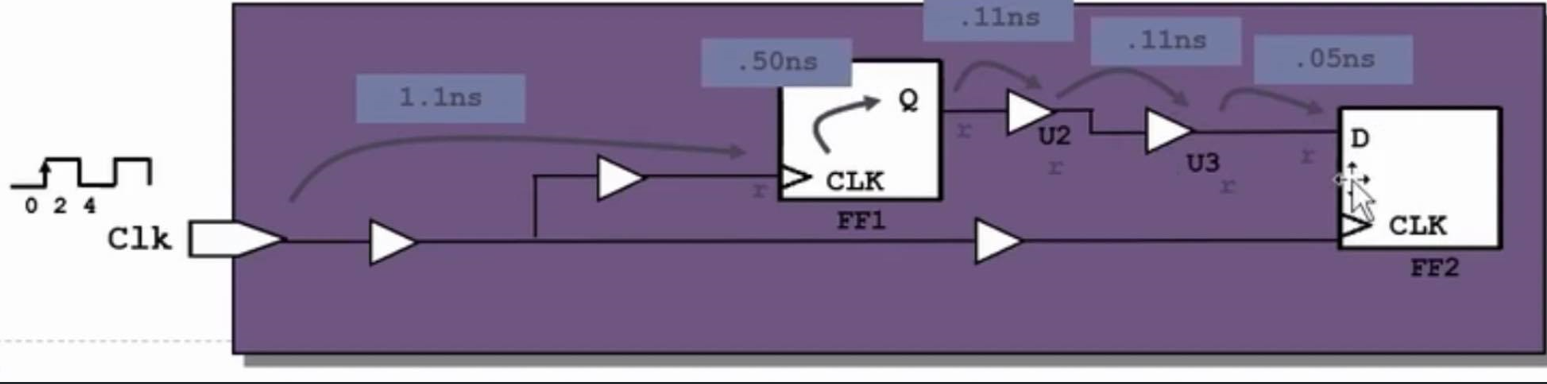 .11ns
.11ns
.50ns
.05ns
1.1ns
Q
r
U2
D
r
U3
r
r
CLK
r
r
0 2 4
FF1
CLK
Clk
FF2